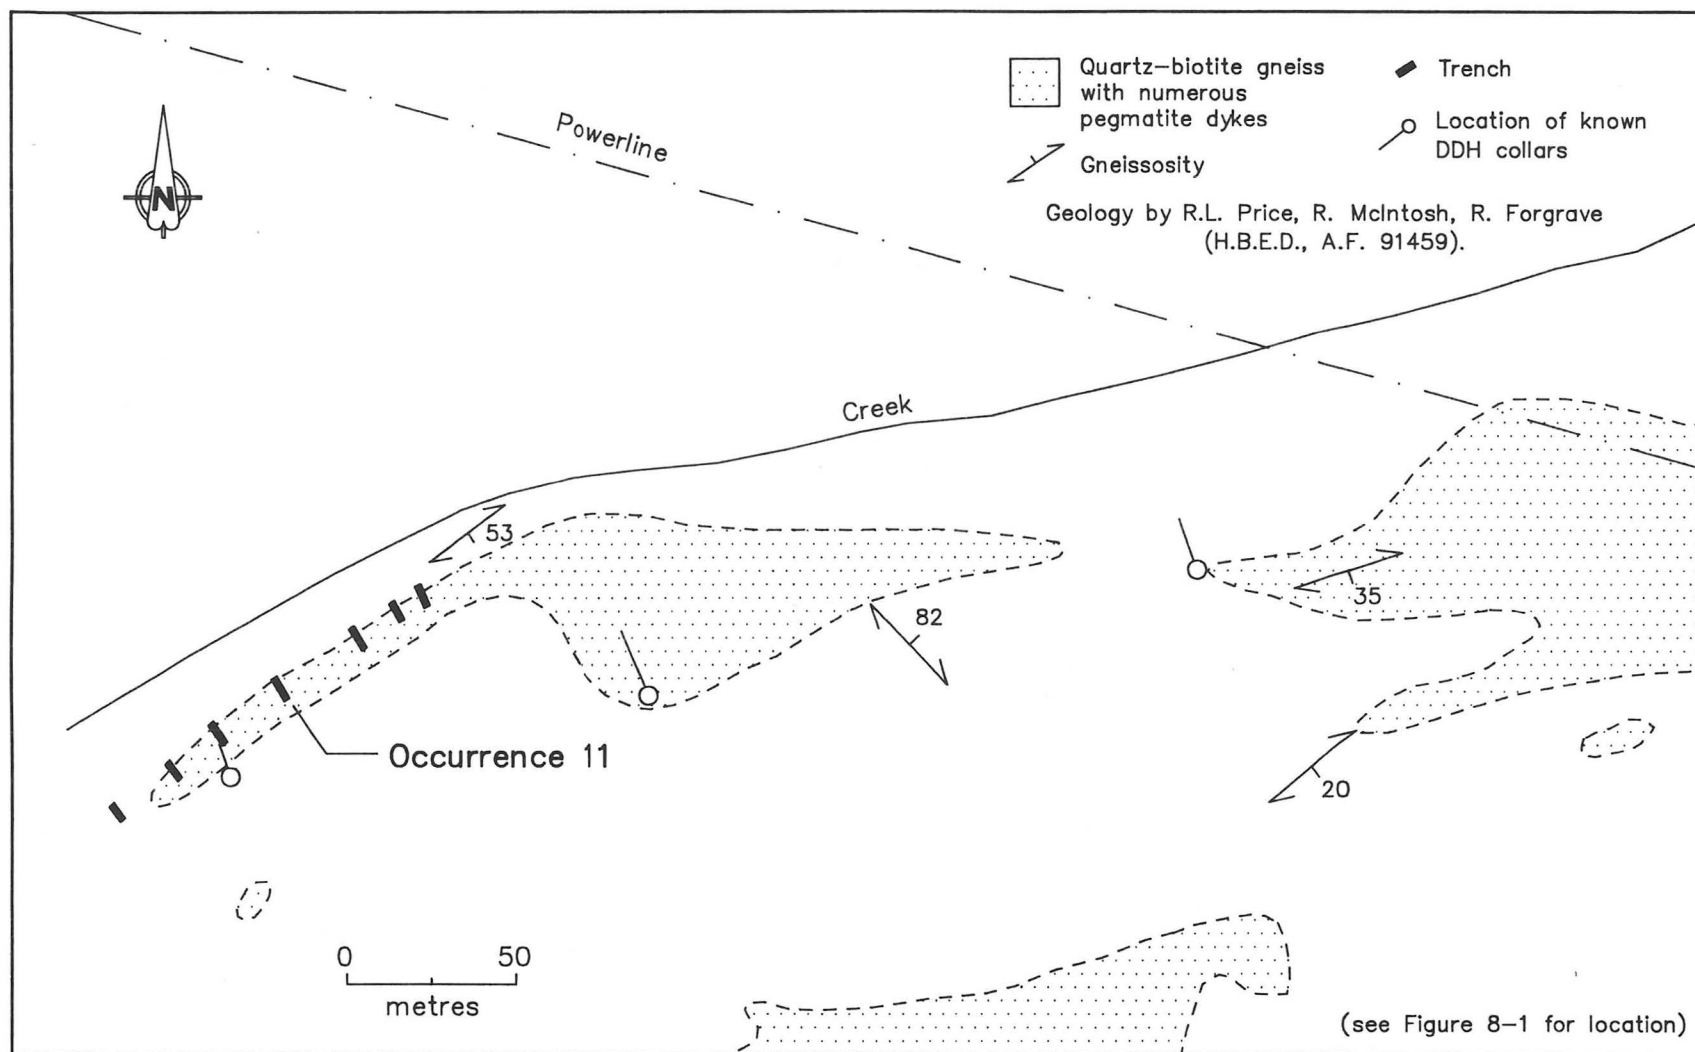 Quartz–biotite gneiss
with numerous
pegmatite dykes
Trench
Location of known
DDH collars
Gneissosity
Geology by R.L. Price, R. McIntosh, R. Forgrave
(H.B.E.D., A.F. 91459).
Powerline
N
Creek
53
82
35
Occurrence 11
20
0 50
metres
(see Figure 8–1 for location)